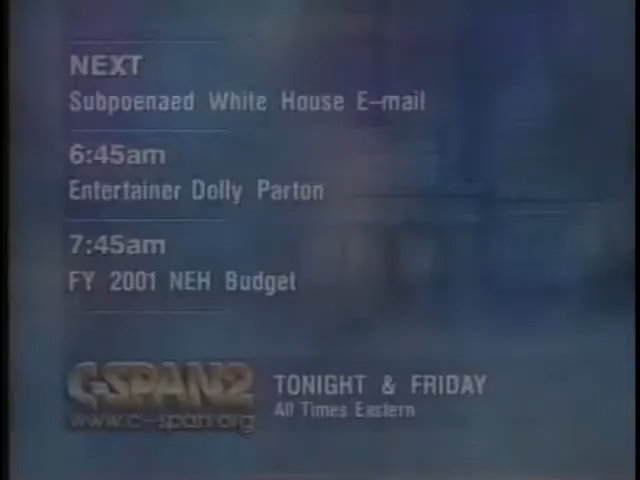 NEXT
Subpoenaed White House E-mail
6:45am
Entertainer Dolly Parton
7:45am
FY 2001 NEH Budget
C-SPAN2
www.c-span.org
TONIGHT & FRIDAY
All Times Eastern